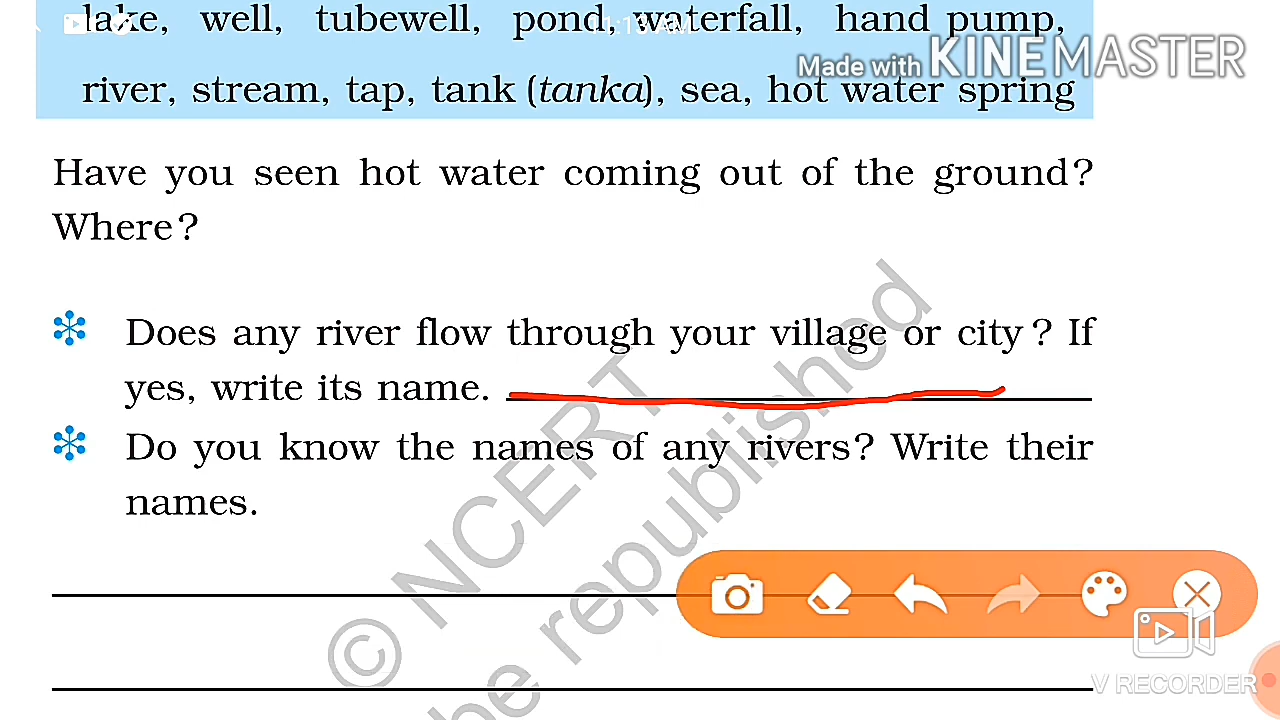 lake, well, tubewell, pond, waterfall, hand pump,
Made with KINEMASTER
river, stream, tap, tank (tanka), sea, hot water spring
Have you seen hot water coming out of the ground?
Where?
Does any river flow through your village or city? If
yes, write its name.
Do you know the names of any rivers? Write their
names.
© NCERT
be republished
V RECORDER